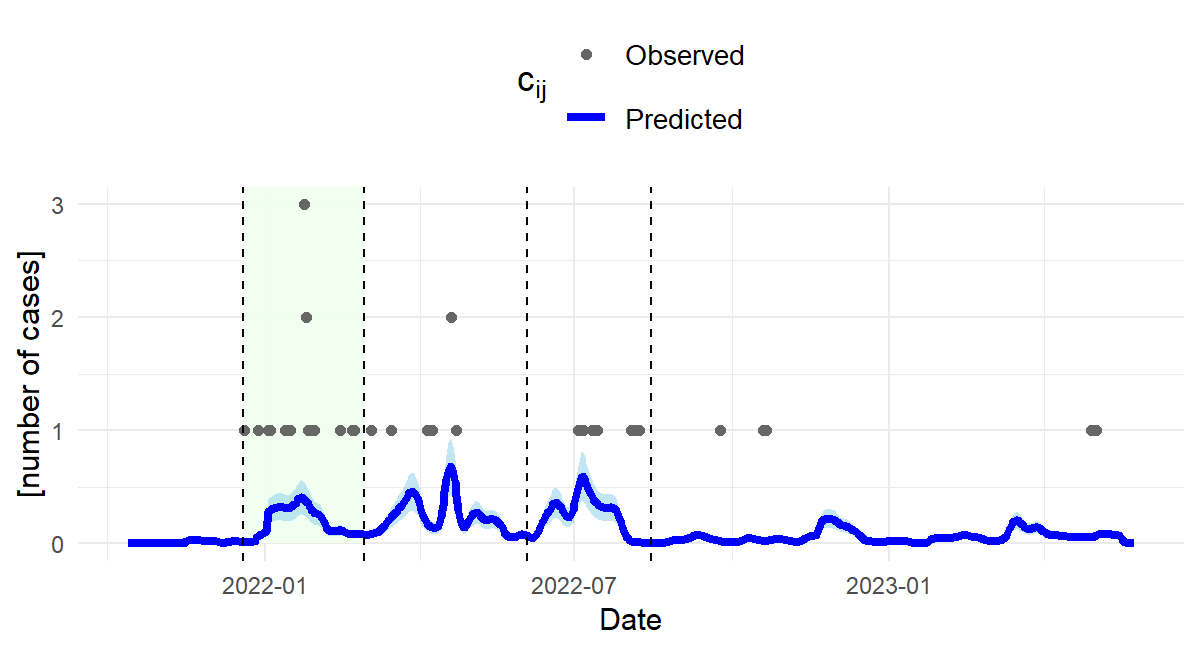 Observed
c_ij
Predicted
[number of cases]
3
2
1
0
2022-01
2022-07
2023-01
Date